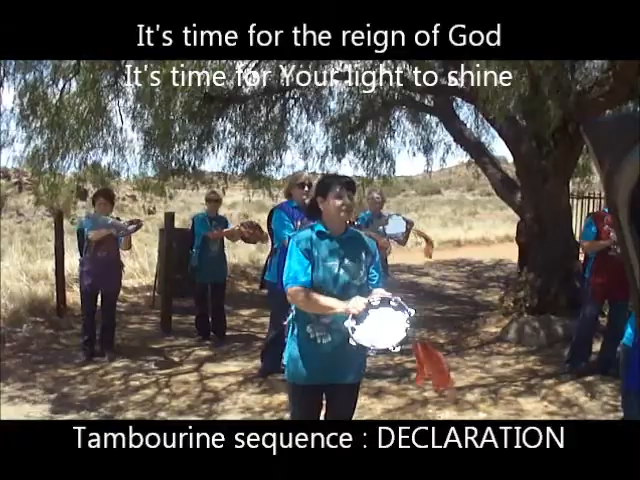 It's time for the reign of God
It's time for Your light to shine
Tambourine sequence : DECLARATION